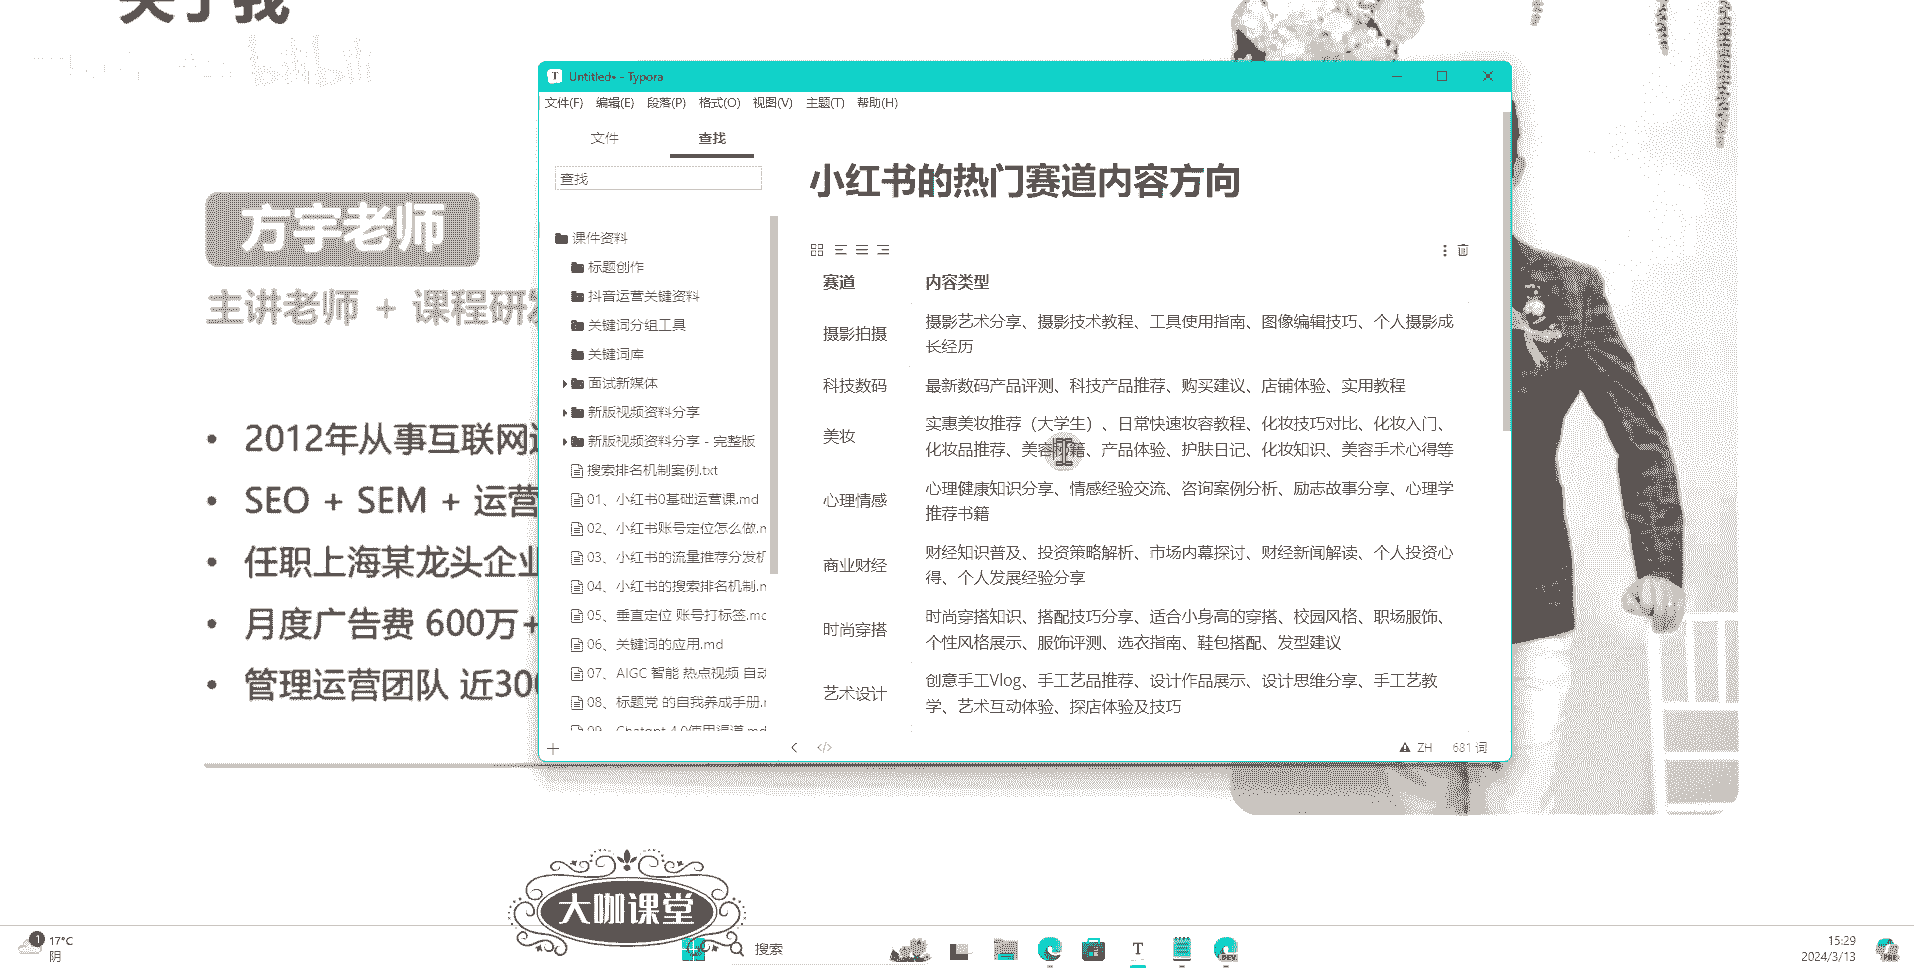 关于我
bilibili
方宇老师
主讲老师 + 课程研发
2012年从事互联网
SEO + SEM + 运营
任职上海某龙头企业
月度广告费 600万+
管理运营团队 近300
Untitled• - Typora
文件(F) 编辑(E) 段落(P) 格式(O) 视图(V) 主题(T) 帮助(H)
文件 查找
查找
课件资料
标题创作
抖音运营关键资料
关键词分组工具
关键词库
面试新媒体
新版视频资料分享
新版视频资料分享 - 完整版
搜索排名机制案例.txt
01、小红书0基础运营课.md
02、小红书账号定位怎么做.m
03、小红书的流量推荐分发机
04、小红书的搜索排名机制.m
05、垂直定位 账号打标签.md
06、关键词的应用.md
07、AIGC 智能 热点视频 自动
08、标题党 的自我养成手册.m
09、Chatgpt 4.0使用渠道.md
小红书的热门赛道内容方向
赛道 内容类型
摄影拍摄 摄影艺术分享、摄影技术教程、工具使用指南、图像编辑技巧、个人摄影成
长经历
科技数码 最新数码产品评测、科技产品推荐、购买建议、店铺体验、实用教程
美妆 实惠美妆推荐（大学生）、日常快速妆容教程、化妆技巧对比、化妆入门、
化妆品推荐、美容秘籍、产品体验、护肤日记、化妆知识、美容手术心得等
心理情感 心理健康知识分享、情感经验交流、咨询案例分析、励志故事分享、心理学
推荐书籍
商业财经 财经知识普及、投资策略解析、市场内幕探讨、财经新闻解读、个人投资心
得、个人发展经验分享
时尚穿搭 时尚穿搭知识、搭配技巧分享、适合小身高的穿搭、校园风格、职场服饰、
个性风格展示、服饰评测、选衣指南、鞋包搭配、发型建议
艺术设计 创意手工Vlog、手工艺品推荐、设计作品展示、设计思维分享、手工艺教
学、艺术互动体验、探店体验及技巧
ZH 681 词
大咖课堂
1 17°C
阴
搜索
DEV
15:29
2024/3/13
PRE